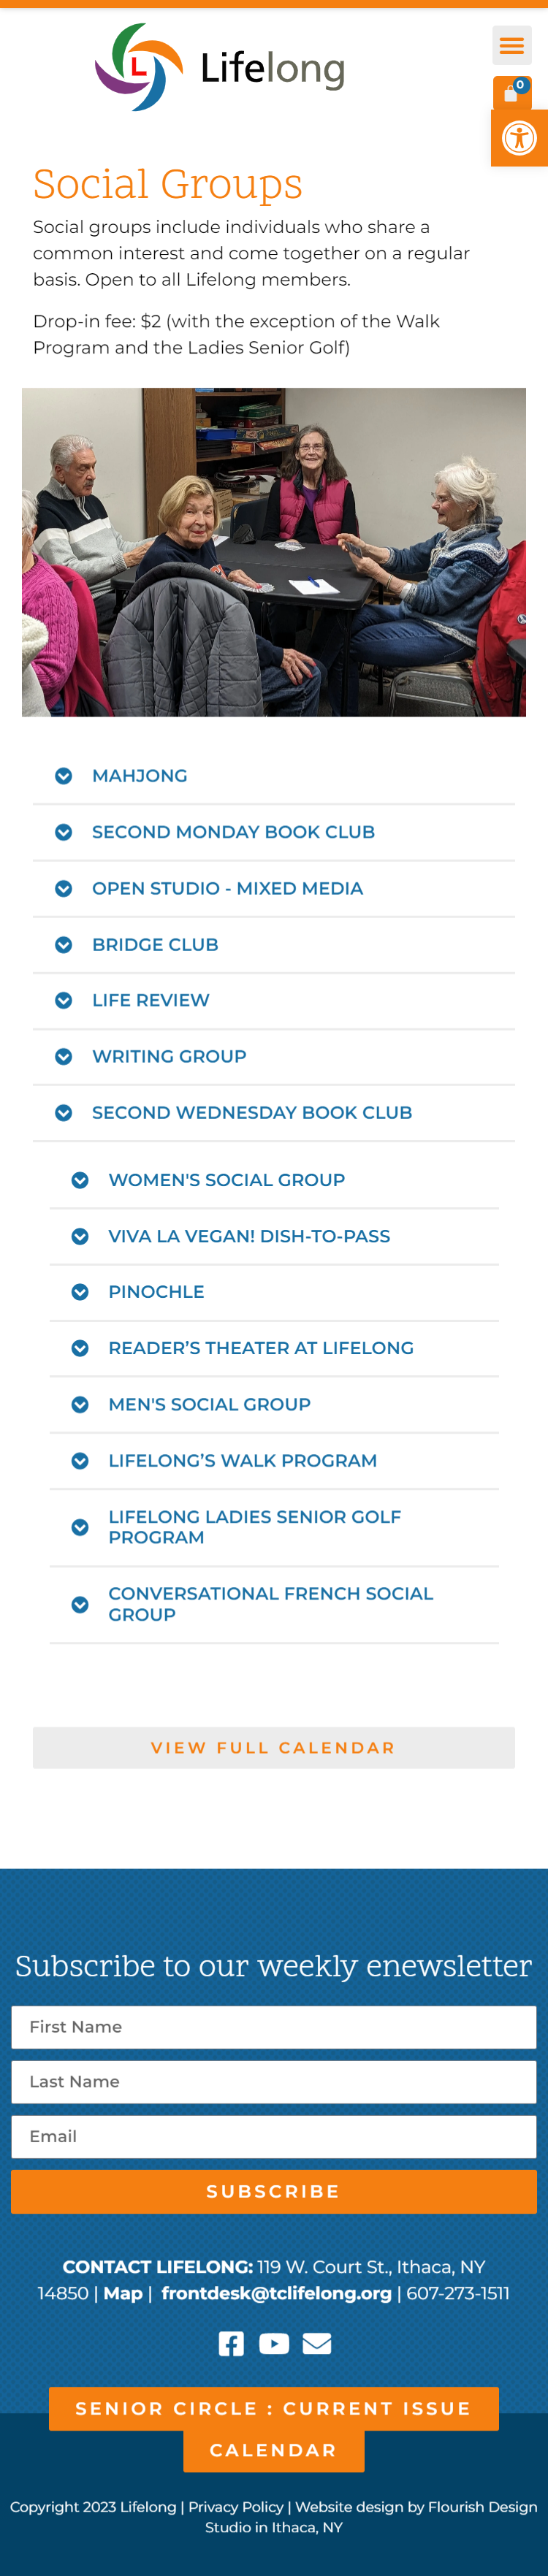 L Lifelong
0
Social Groups
Social groups include individuals who share a
common interest and come together on a regular
basis. Open to all Lifelong members.
Drop-in fee: $2 (with the exception of the Walk
Program and the Ladies Senior Golf)
MAHJONG
SECOND MONDAY BOOK CLUB
OPEN STUDIO - MIXED MEDIA
BRIDGE CLUB
LIFE REVIEW
WRITING GROUP
SECOND WEDNESDAY BOOK CLUB
WOMEN'S SOCIAL GROUP
VIVA LA VEGAN! DISH-TO-PASS
PINOCHLE
READER’S THEATER AT LIFELONG
MEN'S SOCIAL GROUP
LIFELONG’S WALK PROGRAM
LIFELONG LADIES SENIOR GOLF
PROGRAM
CONVERSATIONAL FRENCH SOCIAL
GROUP
VIEW FULL CALENDAR
Subscribe to our weekly enewsletter
First Name
Last Name
Email
SUBSCRIBE
CONTACT LIFELONG: 119 W. Court St., Ithaca, NY
14850 | Map | frontdesk@tclifelong.org | 607-273-1511
SENIOR CIRCLE : CURRENT ISSUE
CALENDAR
Copyright 2023 Lifelong | Privacy Policy | Website design by Flourish Design
Studio in Ithaca, NY